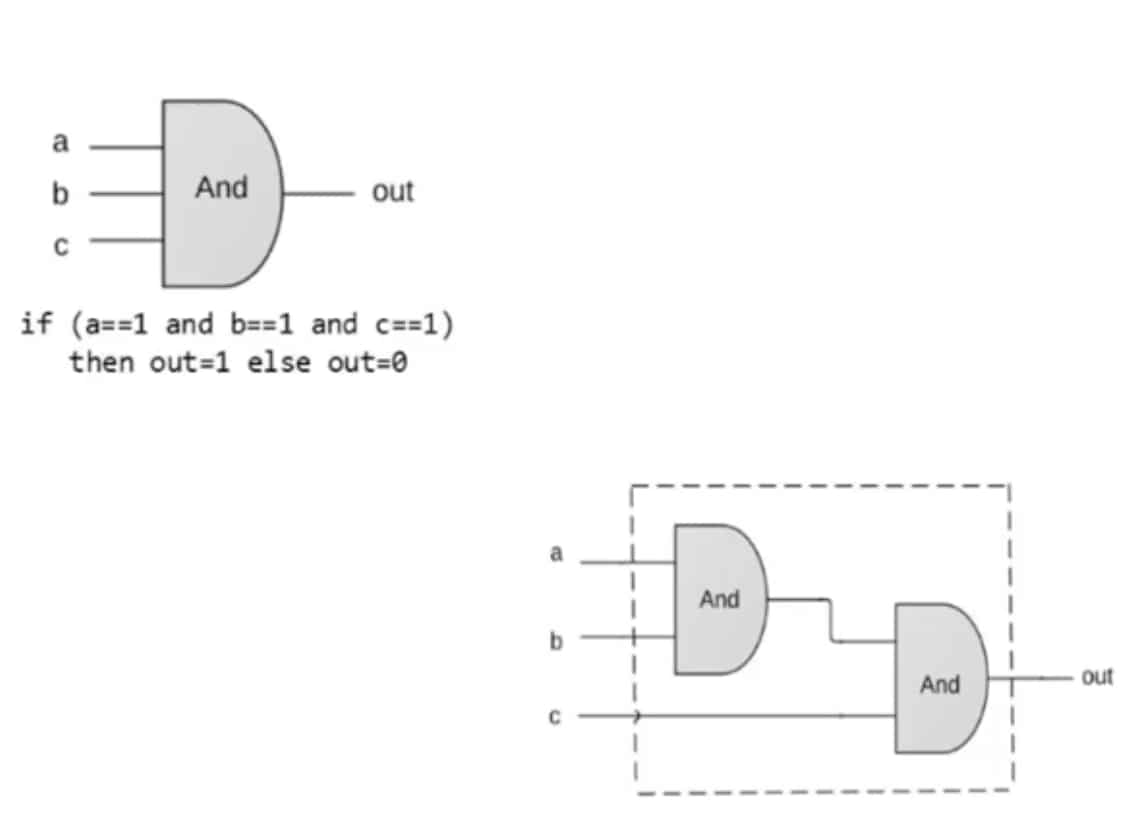 a
b
c
And
out
if (a==1 and b==1 and c==1)
then out=1 else out=0
a
b
c
And
And
out